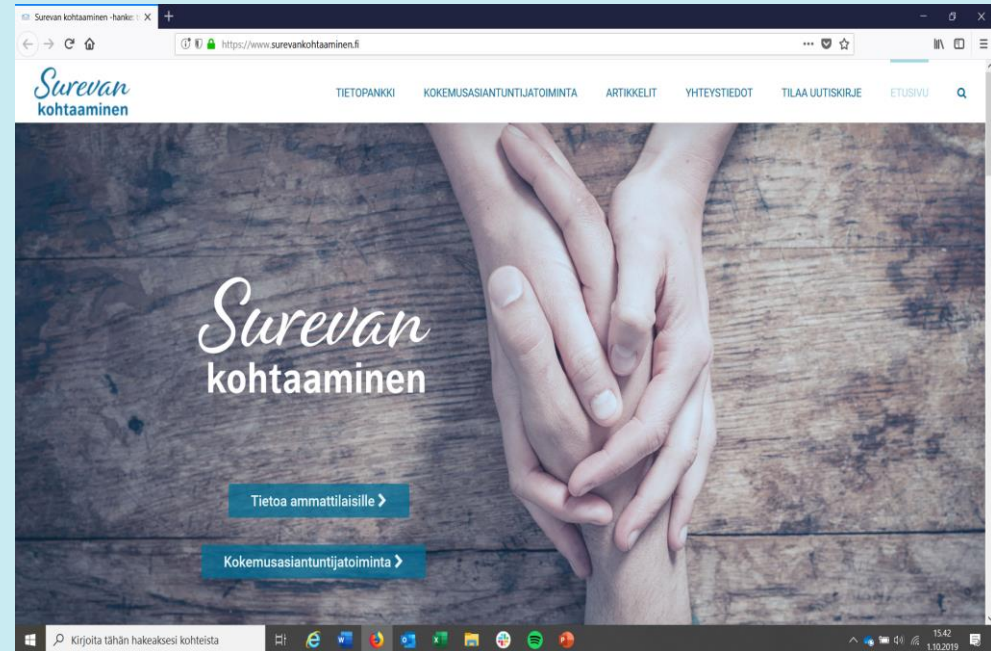 Surevan kohtaaminen -hanke: t
https://www.surevankohtaaminen.fi
Surevan
kohtaaminen
TIETOPANKKI KOKEMUSASIANTUNTIJATOIMINTA ARTIKKELIT YHTEYSTIEDOT TILAA UUTISKIRJE ETUSIVU
Surevan
kohtaaminen
Tietoa ammattilaisille
Kokemusasiantuntijatoiminta
Kirjoita tähän hakeaksesi kohteista
15.42
1.10.2019